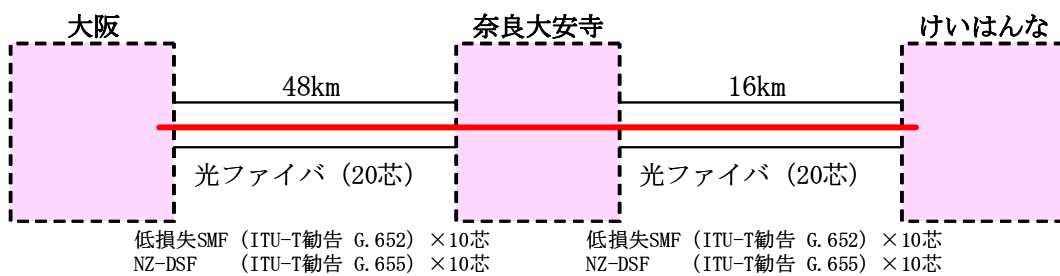 大阪 奈良大安寺 けいはんな
48km 16km
光ファイバ (20芯) 光ファイバ (20芯)
低損失SMF (ITU-T勧告 G.652) ×10芯 低損失SMF (ITU-T勧告 G.652) ×10芯
NZ-DSF (ITU-T勧告 G.655) ×10芯 NZ-DSF (ITU-T勧告 G.655) ×10芯